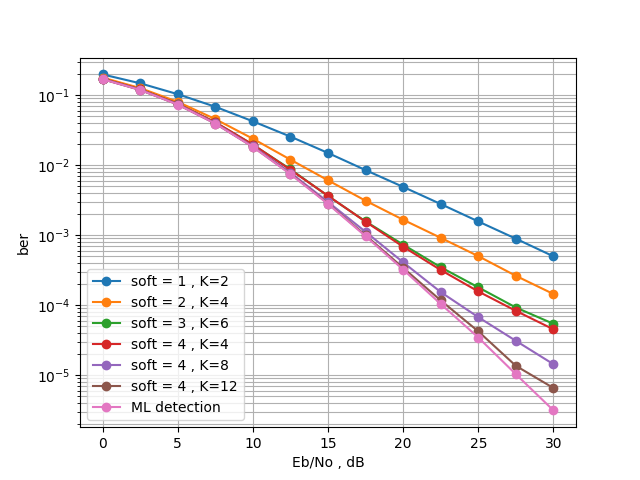 10⁻¹
10⁻²
10⁻³
10⁻⁴
10⁻⁵
ber
soft = 1 , K=2
soft = 2 , K=4
soft = 3 , K=6
soft = 4 , K=4
soft = 4 , K=8
soft = 4 , K=12
ML detection
0 5 10 15 20 25 30
Eb/No , dB